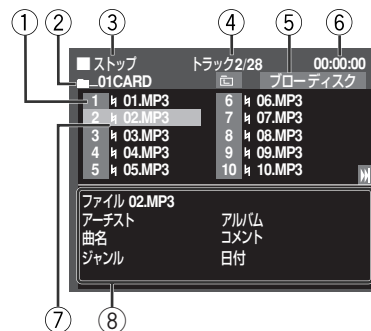 ① ② ③ ④ ⑤ ⑥
■ ストップ トラック2/28 00:00:00
_01CARD ブローディスク
1 01.MP3 6 06.MP3
2 02.MP3 7 07.MP3
3 03.MP3 8 08.MP3
4 04.MP3 9 09.MP3
5 05.MP3 10 10.MP3
ファイル 02.MP3
アーチスト アルバム
曲名 コメント
ジャンル 日付
⑦ ⑧